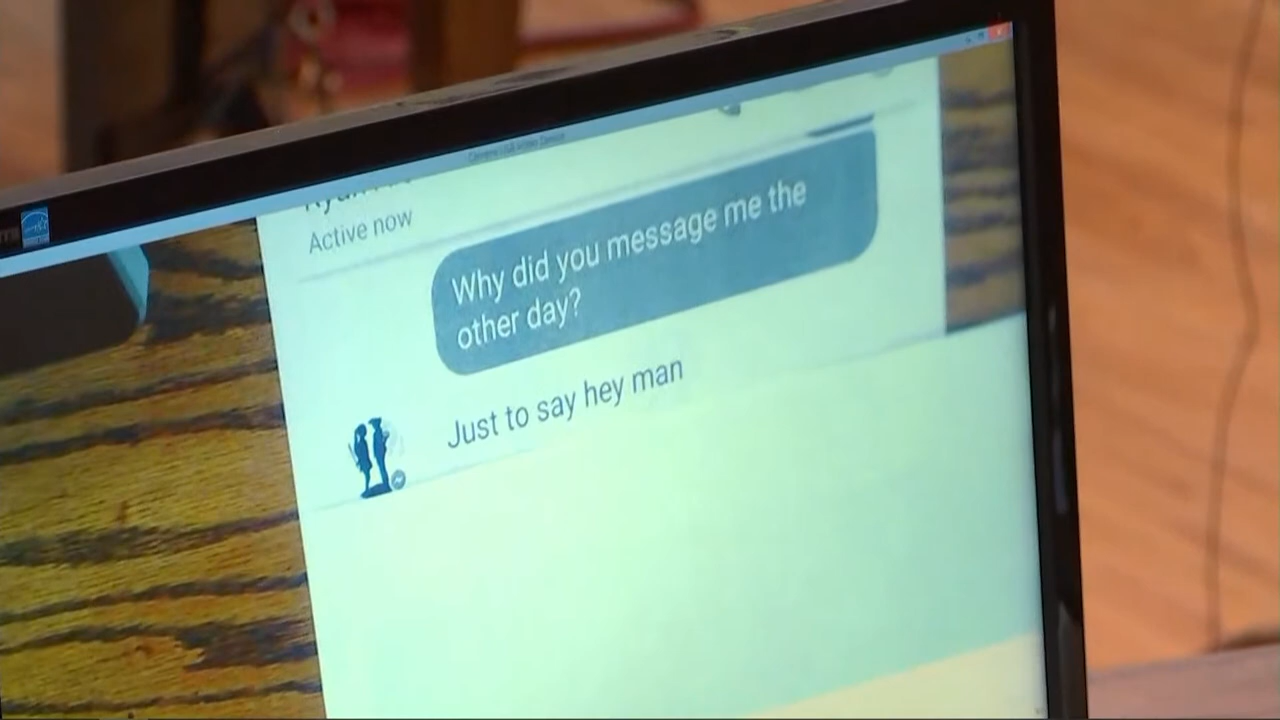 Active now
Why did you message me the
other day?
Just to say hey man